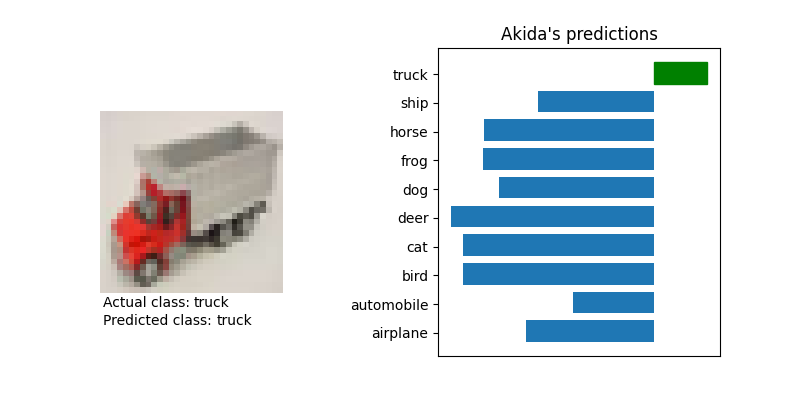 Akida's predictions
truck
ship
horse
frog
dog
deer
cat
bird
automobile
airplane
Actual class: truck
Predicted class: truck